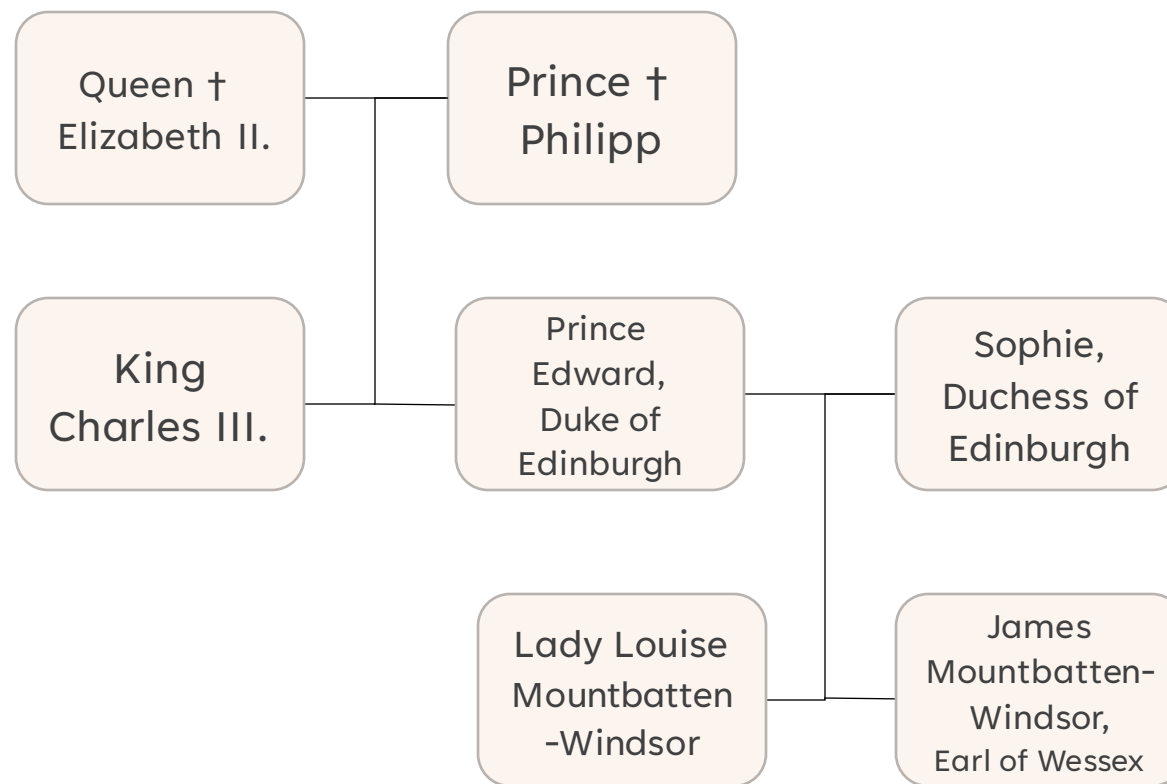 Queen †
Elizabeth II.
Prince †
Philipp
King
Charles III.
Prince
Edward,
Duke of
Edinburgh
Sophie,
Duchess of
Edinburgh
Lady Louise
Mountbatten
-Windsor
James
Mountbatten-
Windsor,
Earl of Wessex